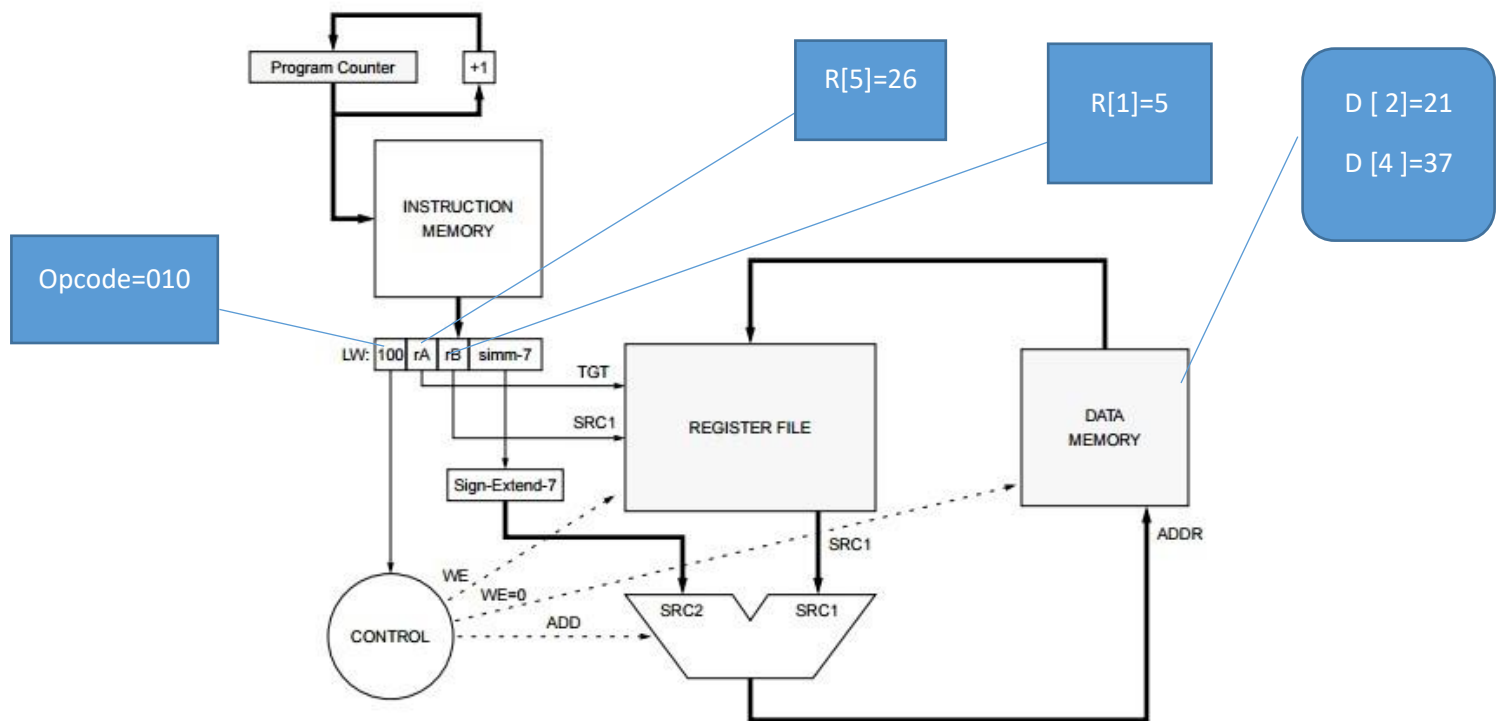 Program Counter
+1
R[5]=26
R[1]=5
D [ 2]=21
D [4 ]=37
INSTRUCTION
MEMORY
Opcode=010
LW: 100 rA rB simm-7
TGT
SRC1
REGISTER FILE
DATA
MEMORY
Sign-Extend-7
SRC1
ADDR
WE
WE=0
SRC2
SRC1
ADD
CONTROL